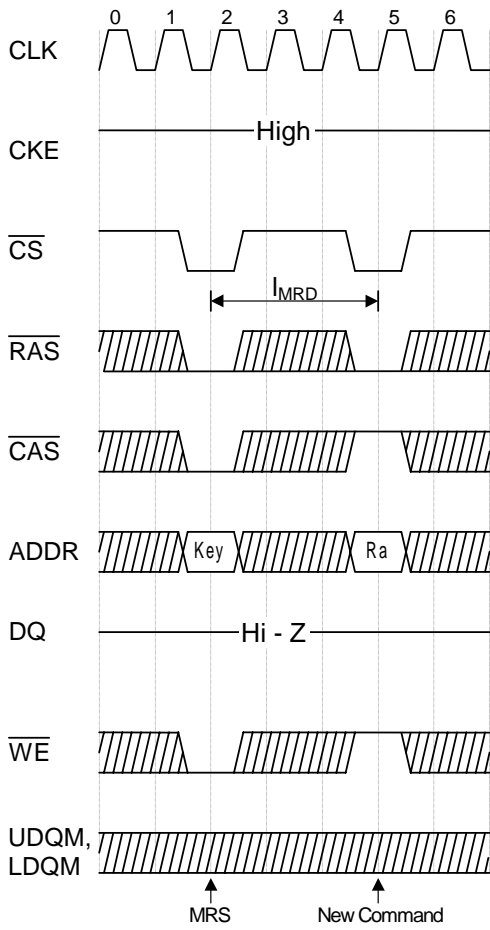 0 1 2 3 4 5 6
CLK
CKE
High
CS
IMRD
RAS
CAS
ADDR
Key
Ra
DQ
Hi - Z
WE
UDQM,
LDQM
MRS
New Command